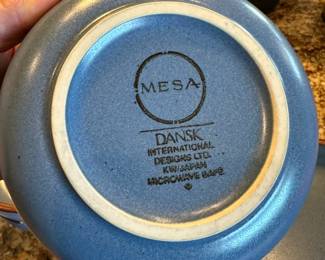 MESA
DANSK
INTERNATIONAL
DESIGNS LTD.
KW/JAPAN
MICROWAVE SAFE